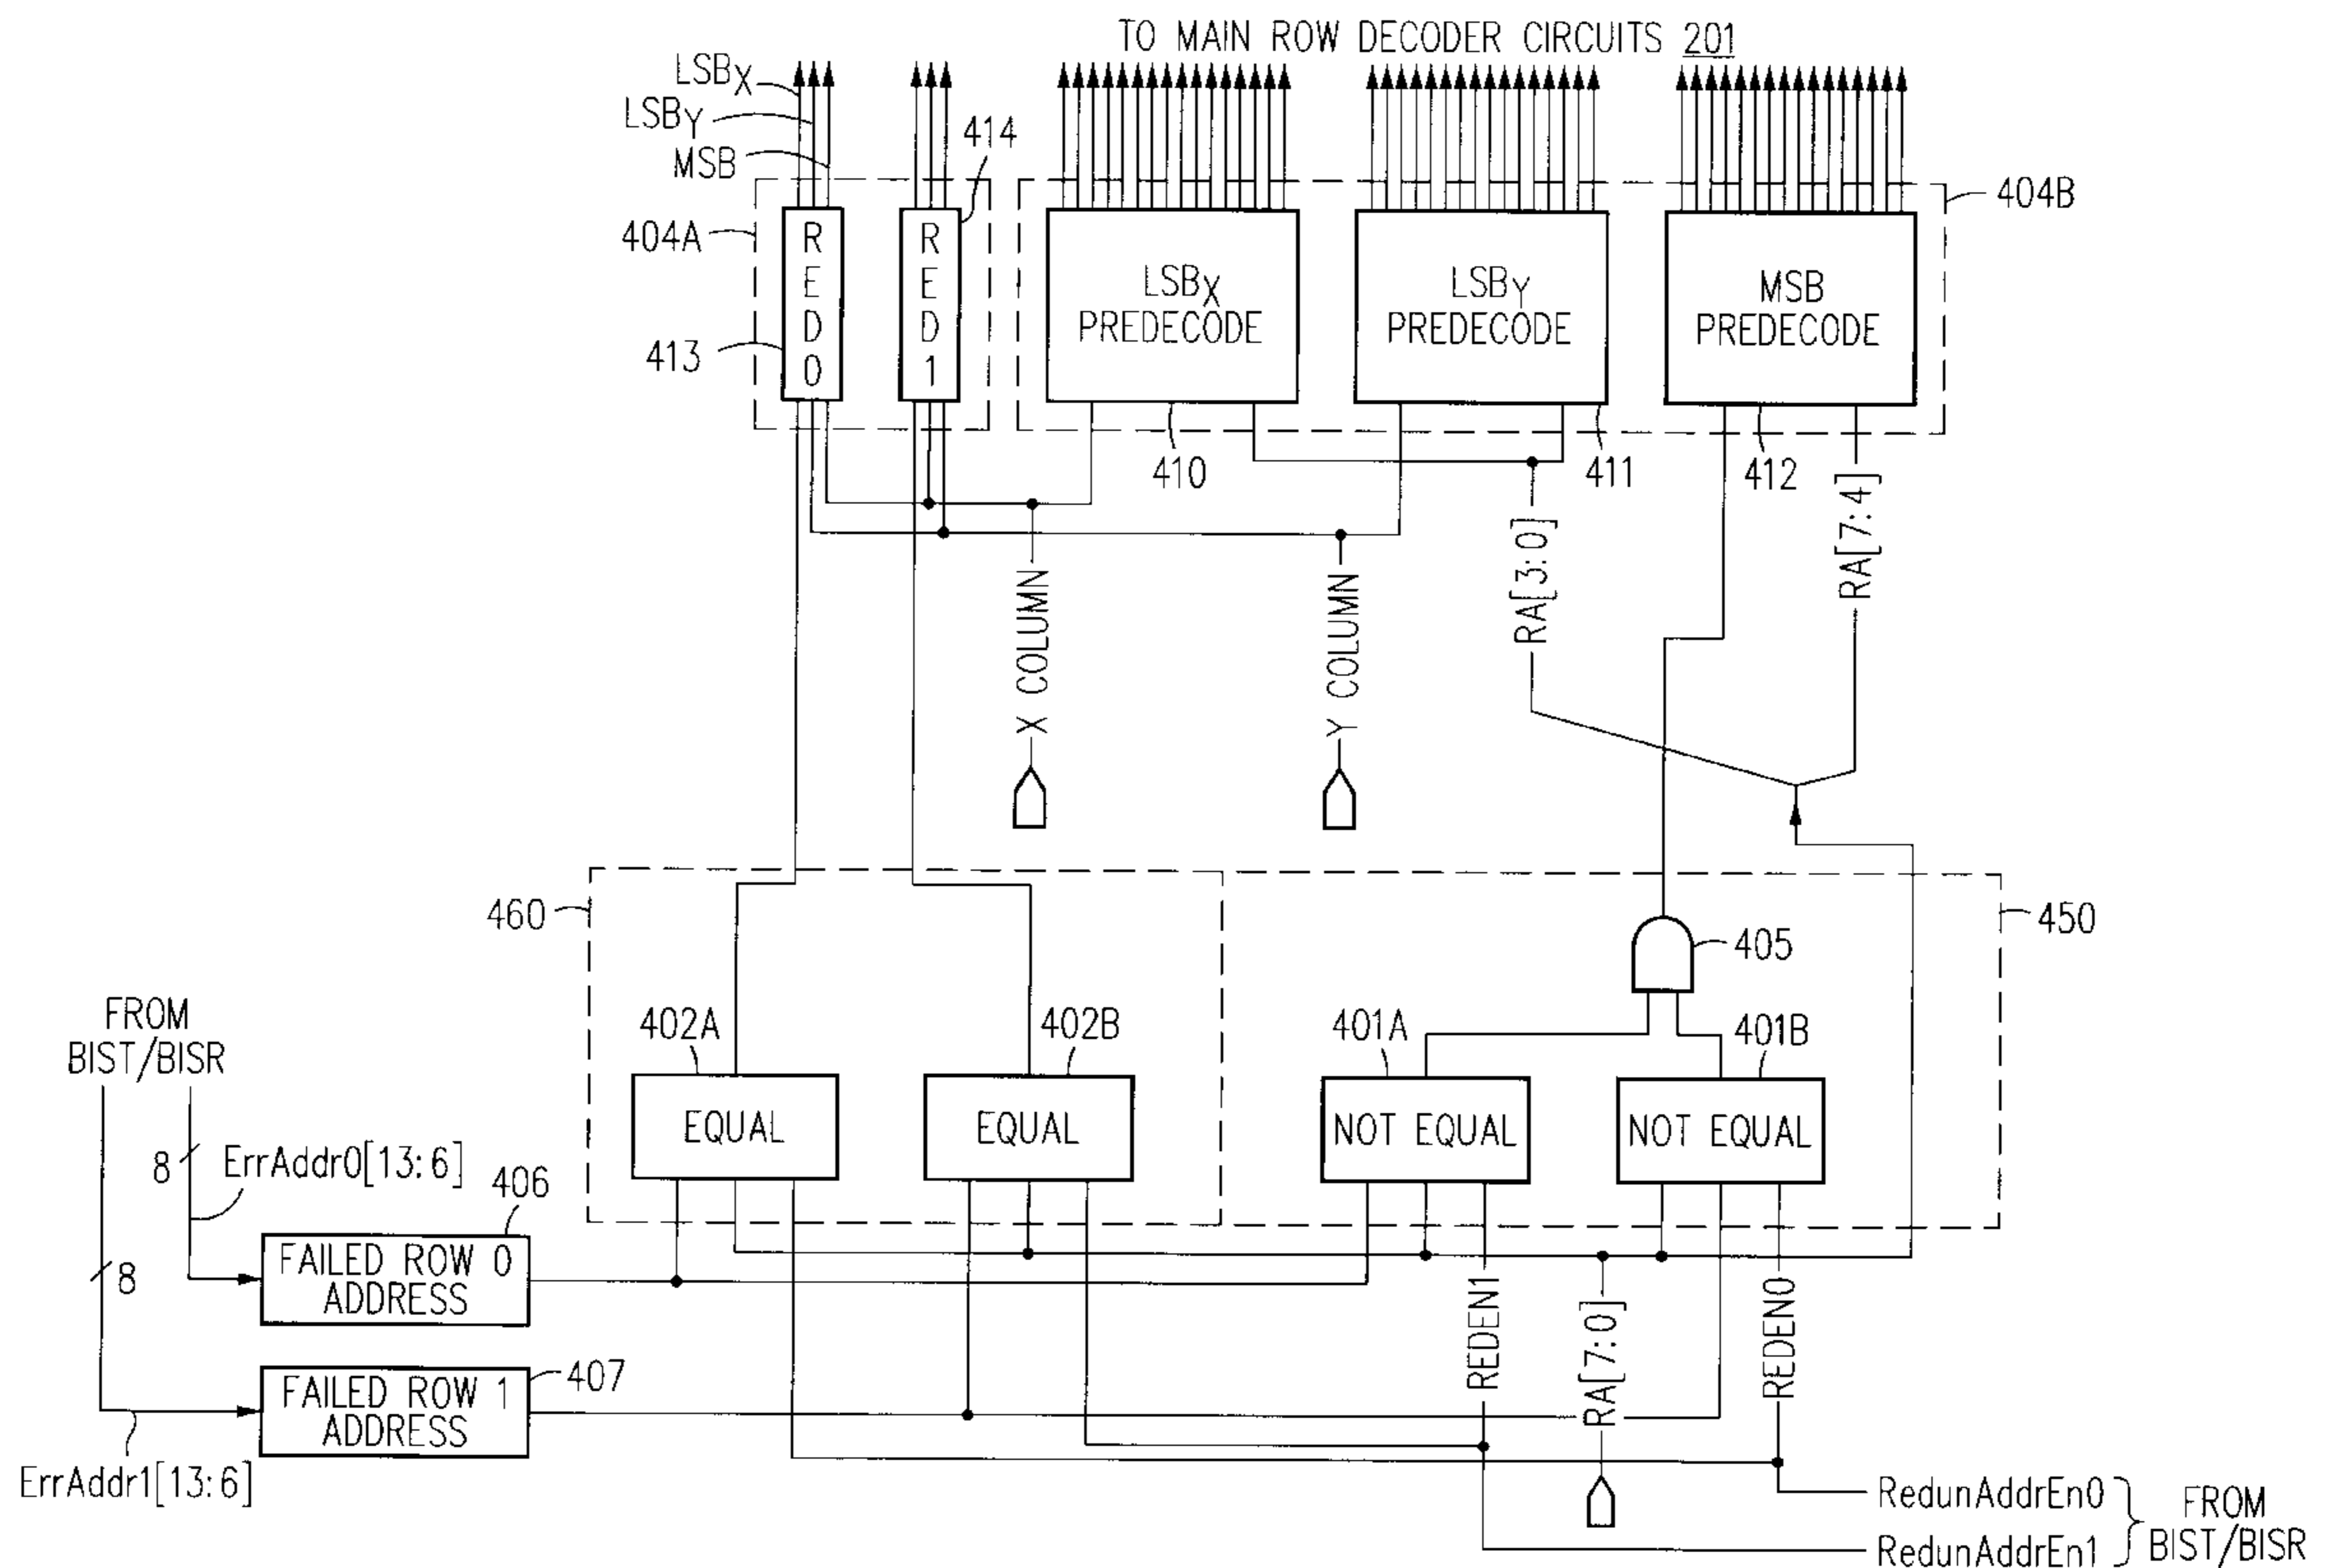 TO MAIN ROW DECODER CIRCUITS 201
LSBX
LSBY
MSB
414
404A
404B
413
RED0
RED1
LSBX
PREDECODE
LSBY
PREDECODE
MSB
PREDECODE
410
411
412
X COLUMN
Y COLUMN
RA[3:0]
RA[7:4]
460
450
405
402A
402B
401A
401B
EQUAL
EQUAL
NOT EQUAL
NOT EQUAL
FROM
BIST/BISR
8
ErrAddr0[13:6]
406
8
FAILED ROW 0
ADDRESS
407
FAILED ROW 1
ADDRESS
ErrAddr1[13:6]
REDEN1
RA[7:0]
REDEN0
RedunAddrEn0
RedunAddrEn1
FROM
BIST/BISR